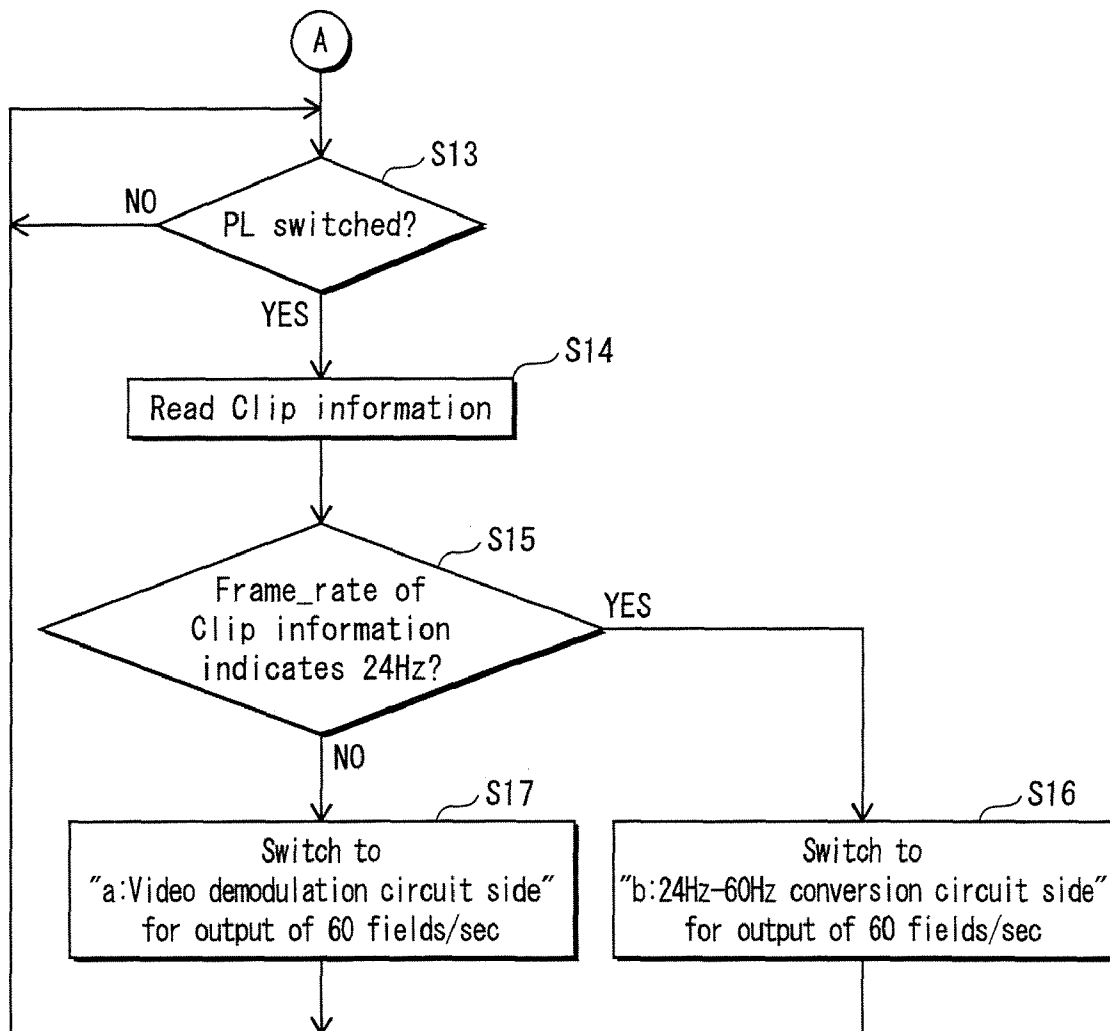 A
S13
NO
PL switched?
YES
S14
Read Clip information
S15
Frame_rate of
Clip information
indicates 24Hz?
YES
NO
S17
Switch to
"a:Video demodulation circuit side"
for output of 60 fields/sec
S16
Switch to
"b:24Hz-60Hz conversion circuit side"
for output of 60 fields/sec